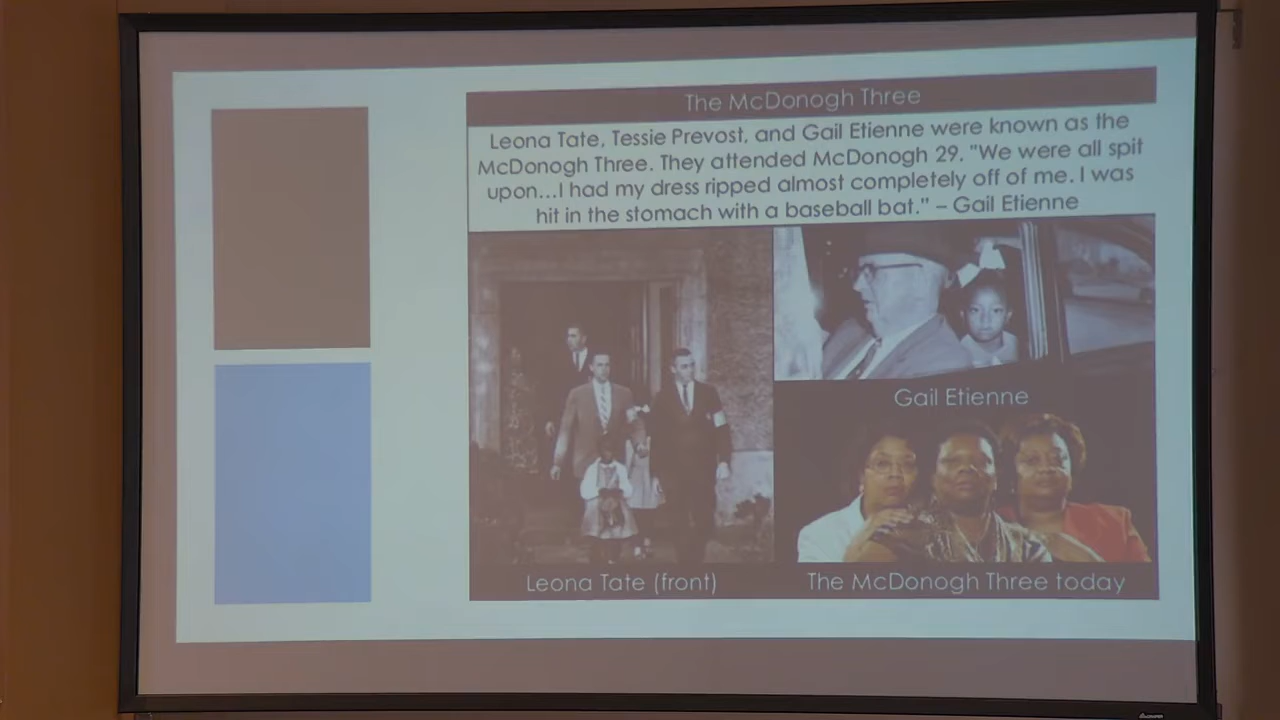 The McDonogh Three
Leona Tate, Tessie Prevost, and Gail Etienne were known as the
McDonogh Three. They attended McDonogh 29. "We were all spit
upon...I had my dress ripped almost completely off of me. I was
hit in the stomach with a baseball bat." – Gail Etienne
Gail Etienne
Leona Tate (front)
The McDonogh Three today